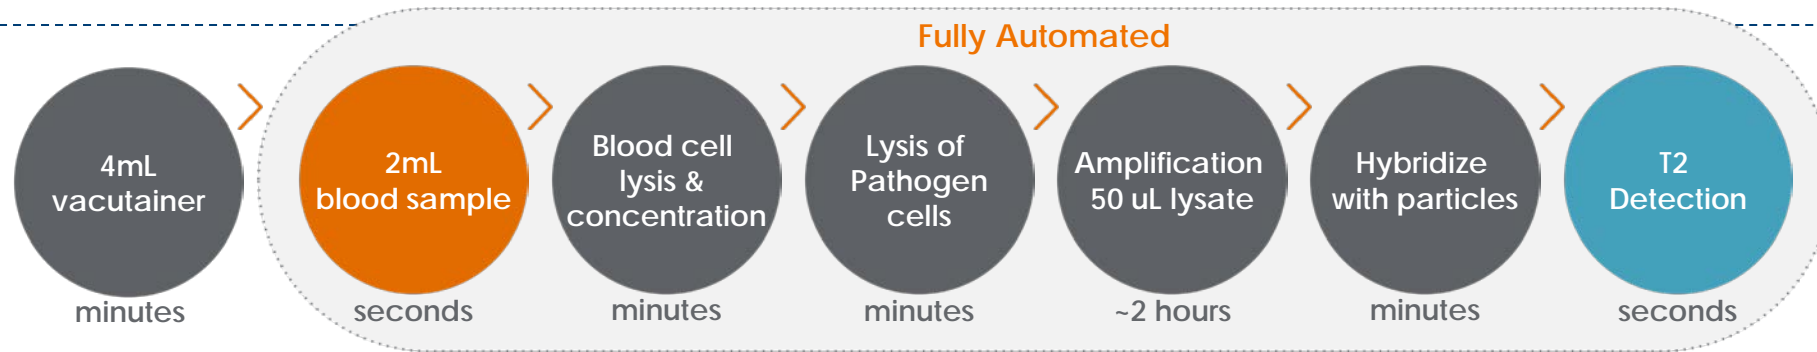 Fully Automated
4mL
vacutainer
minutes
2mL
blood sample
seconds
Blood cell
lysis &
concentration
minutes
Lysis of
Pathogen
cells
minutes
Amplification
50 uL lysate
~2 hours
Hybridize
with particles
minutes
T2
Detection
seconds